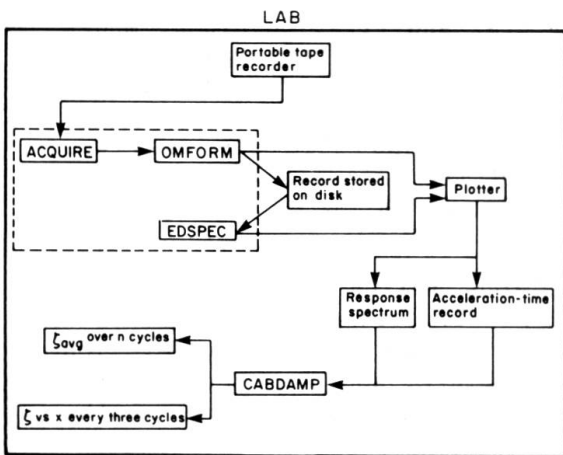 LAB
Portable tape
recorder
ACQUIRE
OMFORM
Record stored
on disk
Plotter
EDSPEC
Response
spectrum
Acceleration-time
record
ζavg over n cycles
CABDAMP
ζ vs x every three cycles